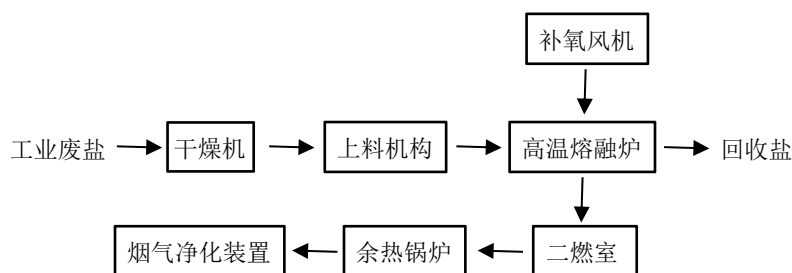 补氧风机
工业废盐
干燥机
上料机构
高温熔融炉
回收盐
烟气净化装置
余热锅炉
二燃室